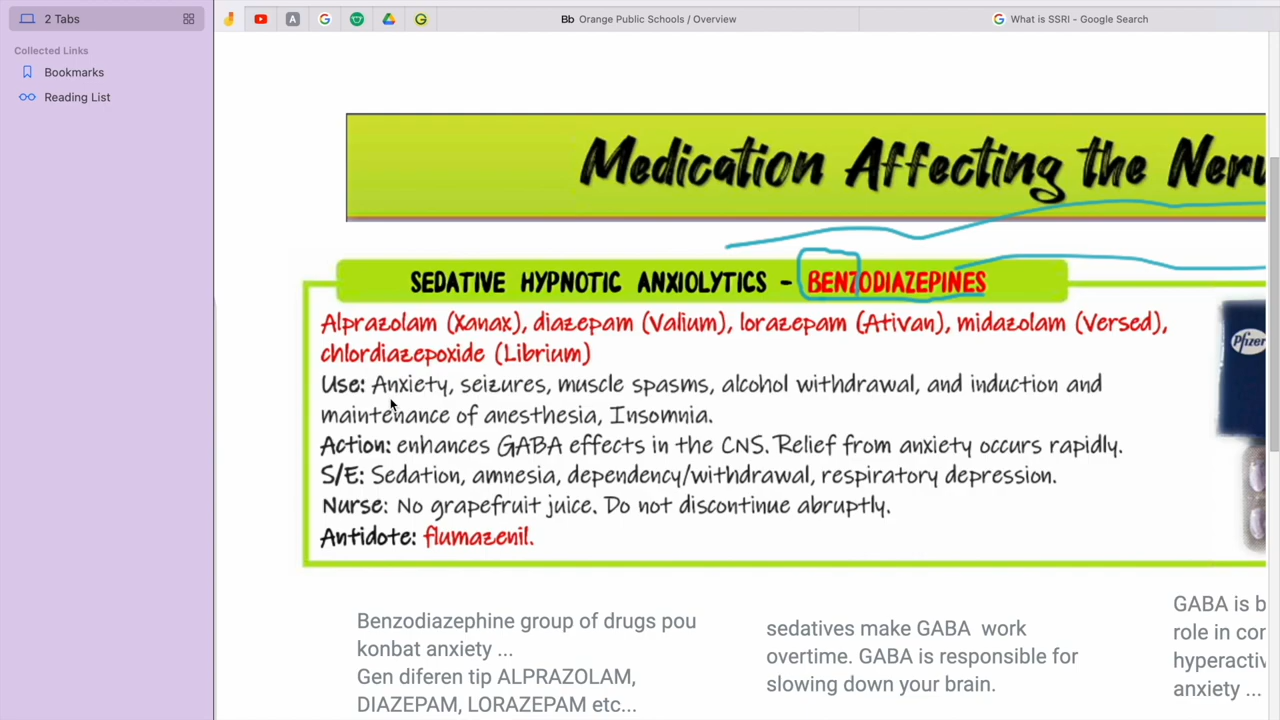 2 Tabs
Collected Links
Bookmarks
Reading List
Bb Orange Public Schools / Overview
What is SSRI - Google Search
Medication Affecting the
SEDATIVE HYPNOTIC ANXIOLYTICS - BENZODIAZEPINES
Alprazolam (Xanax), diazepam (Valium), lorazepam (Ativan), midazolam (Versed),
chlordiazepoxide (Librium)
Use: Anxiety, seizures, muscle spasms, alcohol withdrawal, and induction and
maintenance of anesthesia, Insomnia.
Action: enhances GABA effects in the CNS. Relief from anxiety occurs rapidly.
S/E: Sedation, amnesia, dependency/withdrawal, respiratory depression.
Nurse: No grapefruit juice. Do not discontinue abruptly.
Antidote: flumazenil.
Pfizer
Benzodiazephine group of drugs pou
konbat anxiety ...
Gen diferen tip ALPRAZOLAM,
DIAZEPAM, LORAZEPAM etc...
sedatives make GABA work
overtime. GABA is responsible for
slowing down your brain.
GABA is
role in
anxiety ...